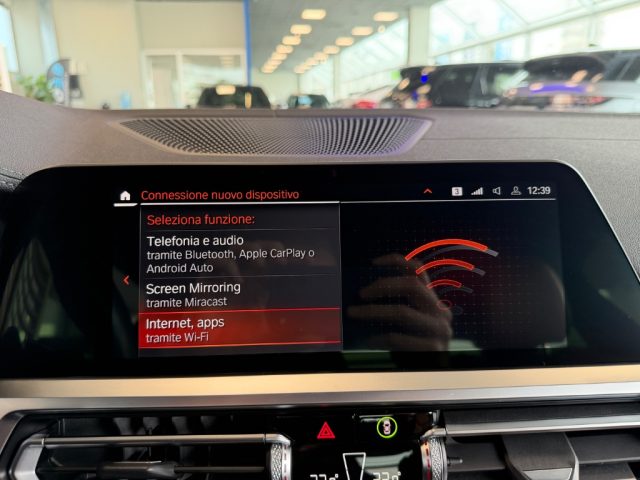 Connessione nuovo dispositivo
3
12:39
Seleziona funzione:
Telefonia e audio
tramite Bluetooth, Apple CarPlay o
Android Auto
Screen Mirroring
tramite Miracast
Internet, apps
tramite Wi-Fi